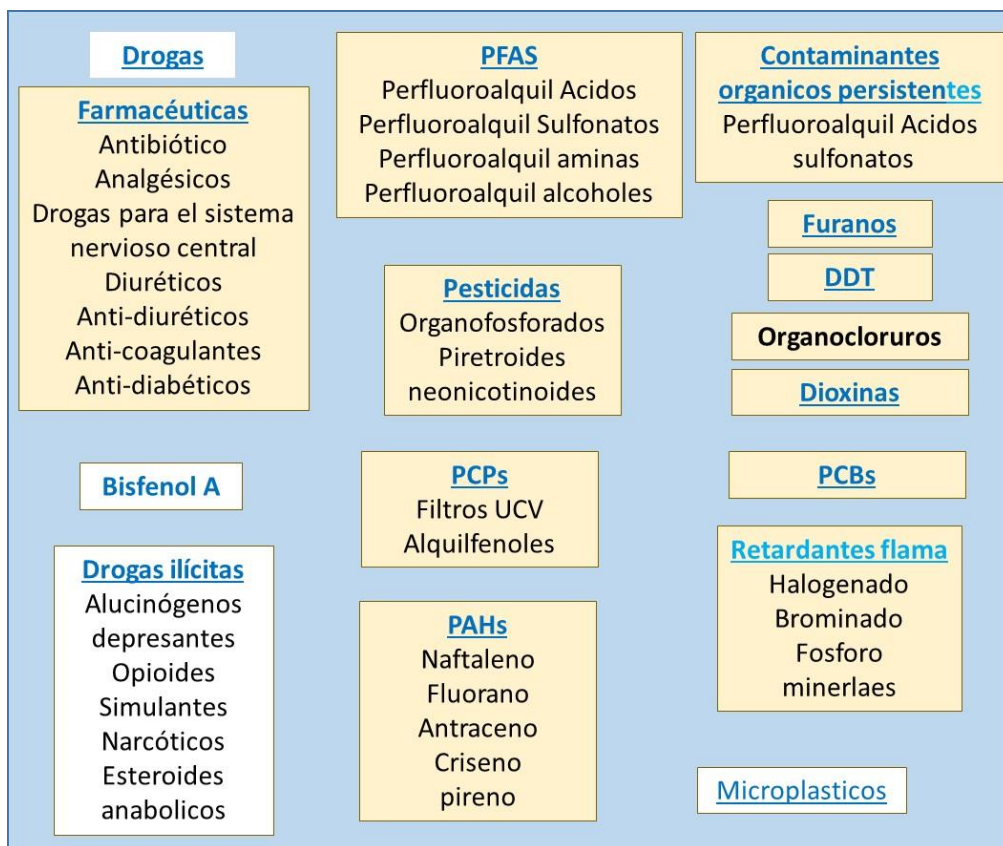 Drogas
Farmacéuticas
Antibiótico
Analgésicos
Drogas para el sistema
nervioso central
Diuréticos
Anti-diuréticos
Anti-coagulantes
Anti-diabéticos
Bisfenol A
Drogas ilícitas
Alucinógenos
depresantes
Opioides
Simulantes
Narcóticos
Esteroides
anabolicos
PFAS
Perfluoroalquil Acidos
Perfluoroalquil Sulfonatos
Perfluoroalquil aminas
Perfluoroalquil alcoholes
Pesticidas
Organofosforados
Piretroides
neonicotinoides
PCPs
Filtros UCV
Alquilfenoles
PAHs
Naftaleno
Fluorano
Antraceno
Criseno
pireno
Contaminantes
organicos persistentes
Perfluoroalquil Acidos
sulfonatos
Furanos
DDT
Organocloruros
Dioxinas
PCBs
Retardantes flama
Halogenado
Brominado
Fosforo
minerlaes
Microplasticos